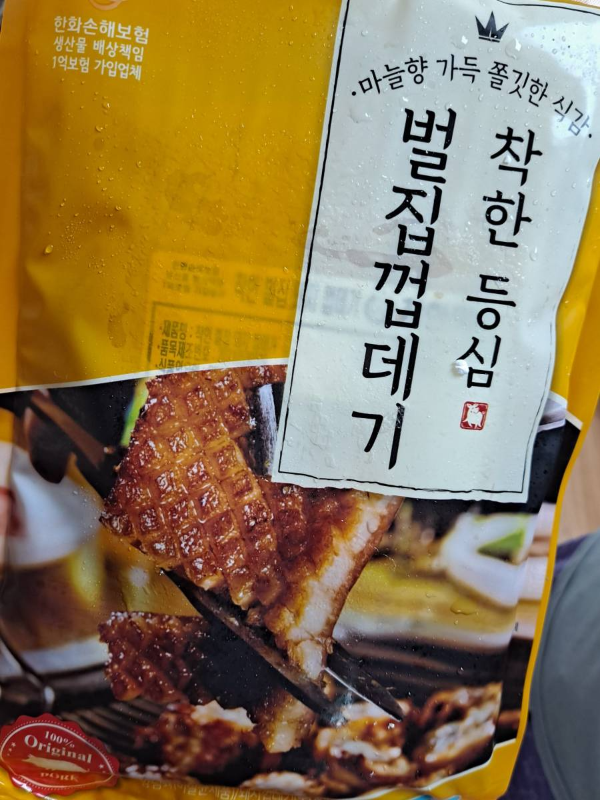 한화손해보험
생산물 배상책임
1억보험 가입업체
·마늘향 가득 쫄깃한 식감·
착한 등심
벌집껍데기
100%
Original
PORK